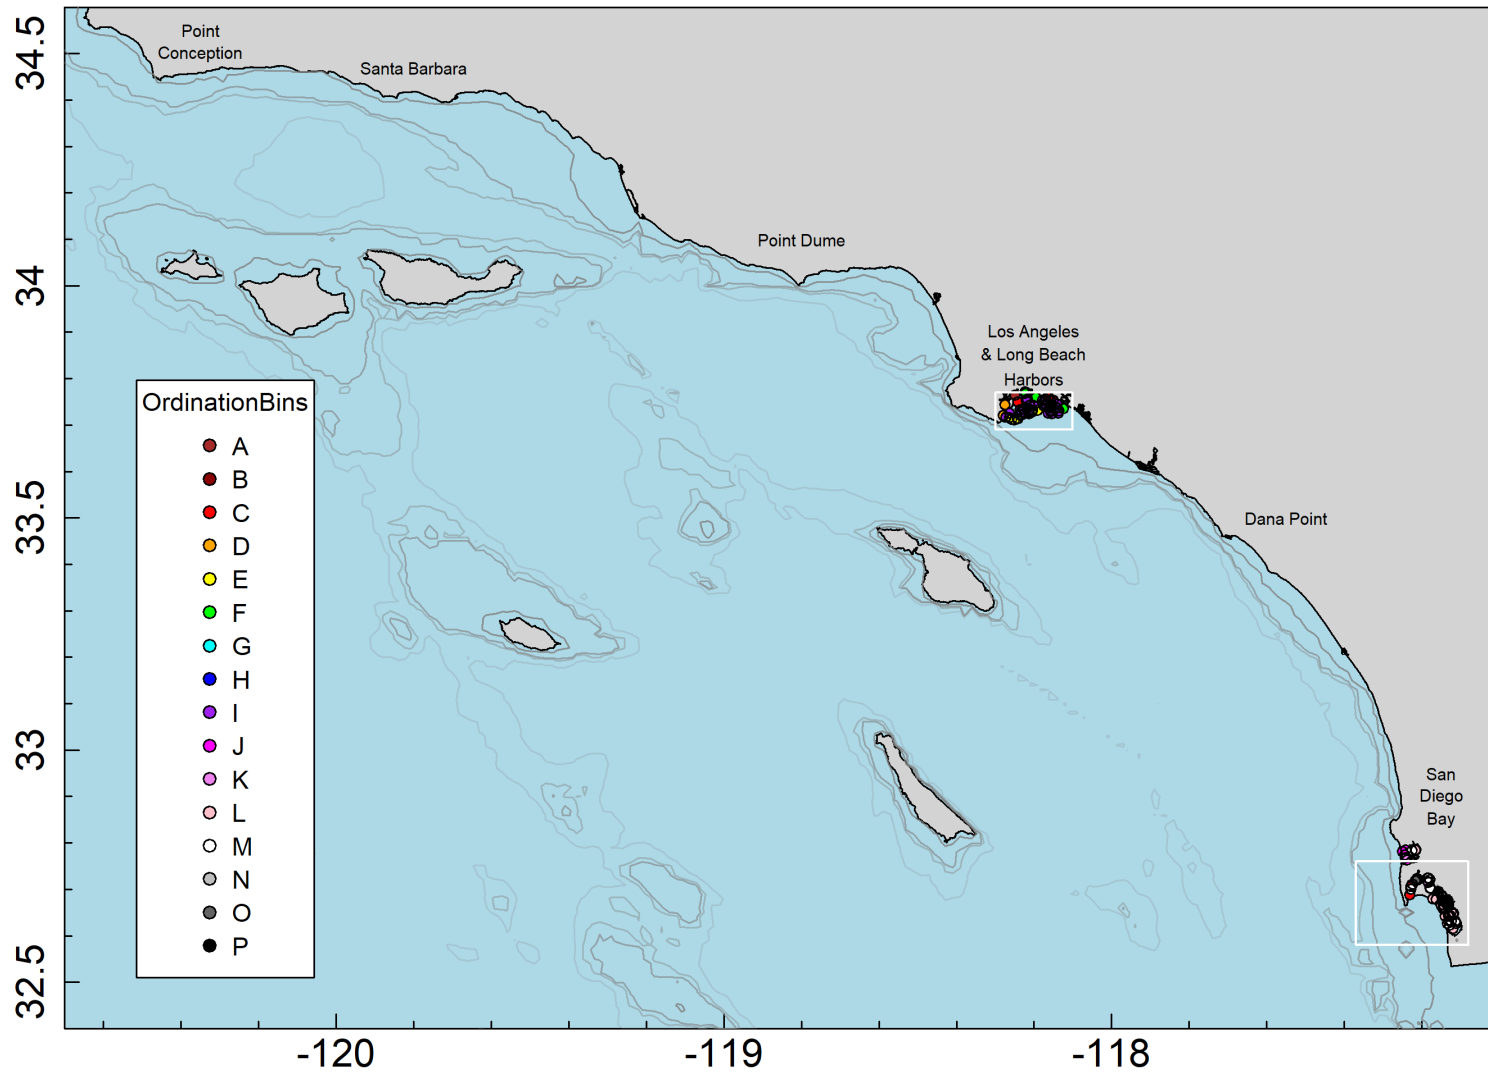 Point
Conception
Santa Barbara
Point Dume
Los Angeles
& Long Beach
Harbors
Dana Point
San
Diego
Bay
OrdinationBins
A
B
C
D
E
F
G
H
I
J
K
L
M
N
O
P
34.5
34
33.5
33
32.5
-120
-119
-118